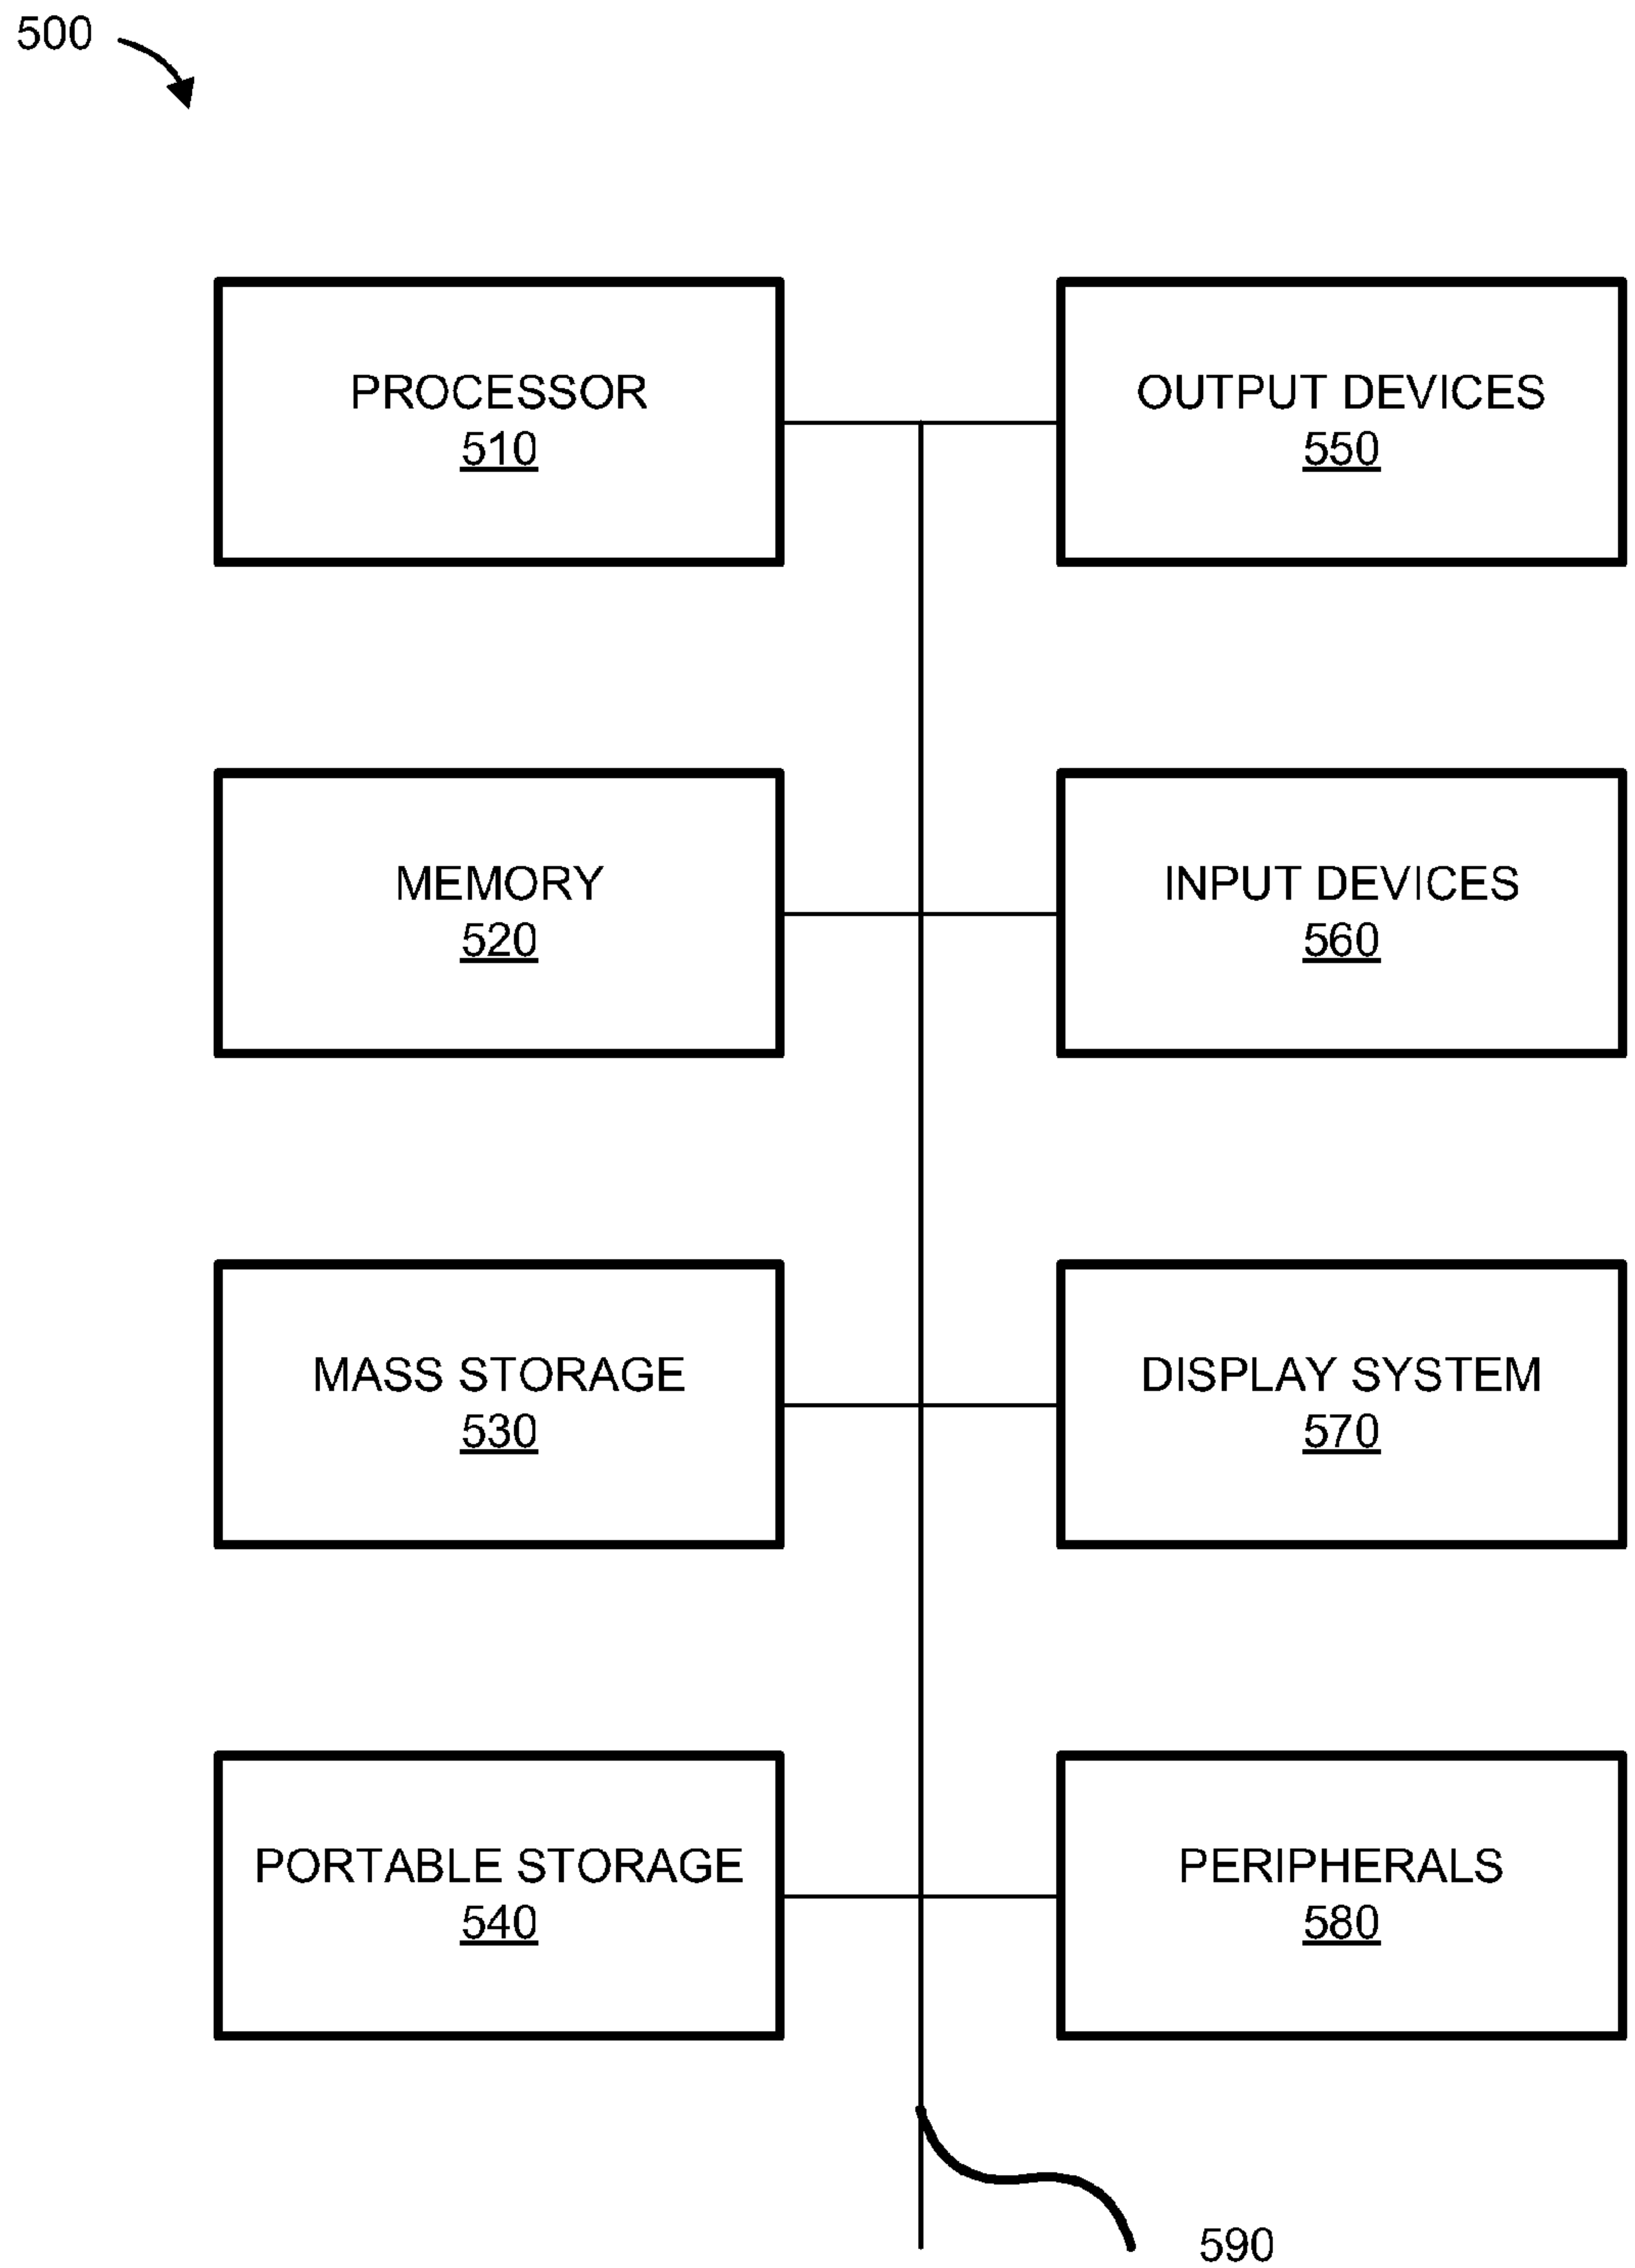 500
PROCESSOR
510
OUTPUT DEVICES
550
MEMORY
520
INPUT DEVICES
560
MASS STORAGE
530
DISPLAY SYSTEM
570
PORTABLE STORAGE
540
PERIPHERALS
580
590